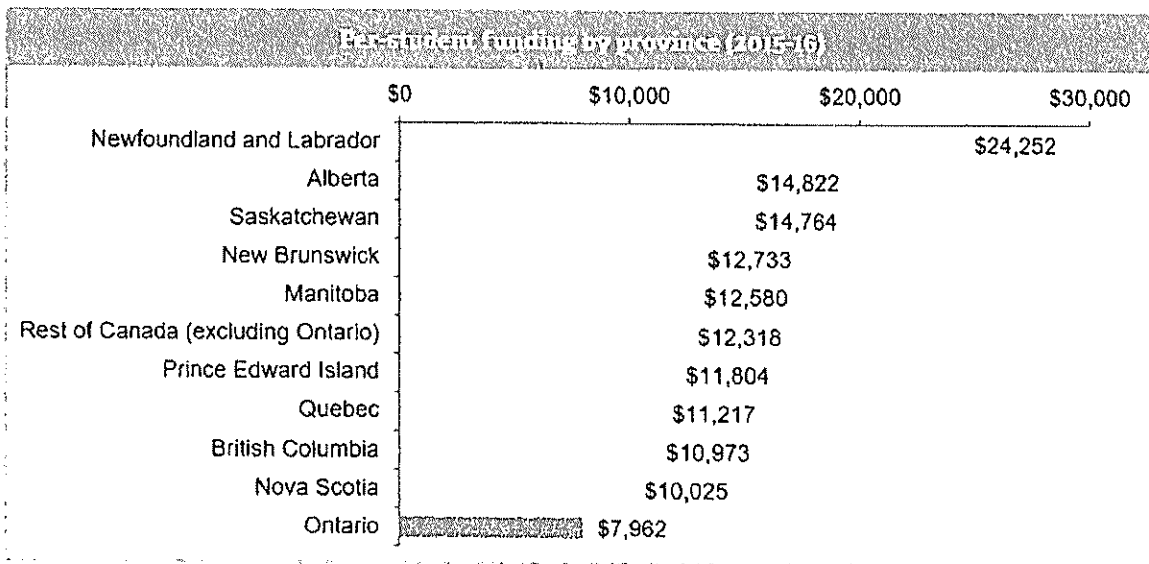 Per-student funding by province (2015-16)
$0 $10,000 $20,000 $30,000
Newfoundland and Labrador $24,252
Alberta $14,822
Saskatchewan $14,764
New Brunswick $12,733
Manitoba $12,580
Rest of Canada (excluding Ontario) $12,318
Prince Edward Island $11,804
Quebec $11,217
British Columbia $10,973
Nova Scotia $10,025
Ontario $7,962